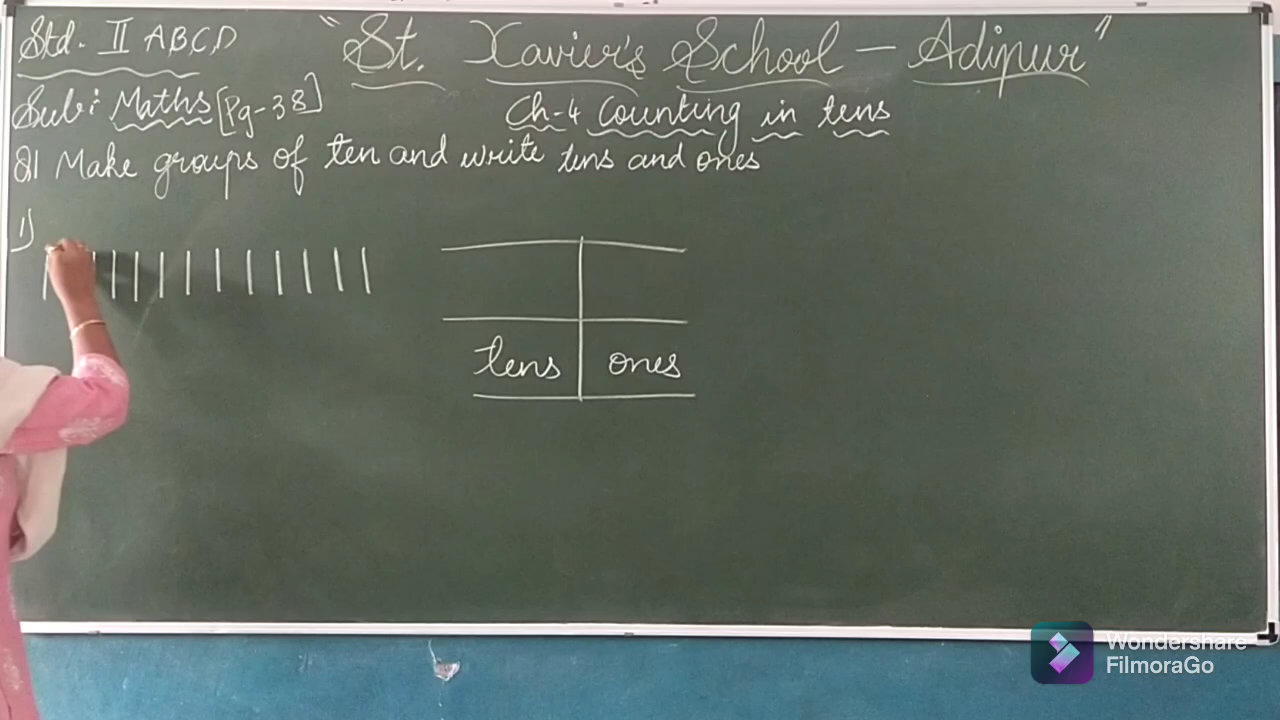 Std. II A B C D
" St. Xavier's School – Adipur "
Sub: Maths [Pg-38]
Ch-4 Counting in tens
Q1 Make groups of ten and write tens and ones
1)
tens ones
Wondershare
FilmoraGo